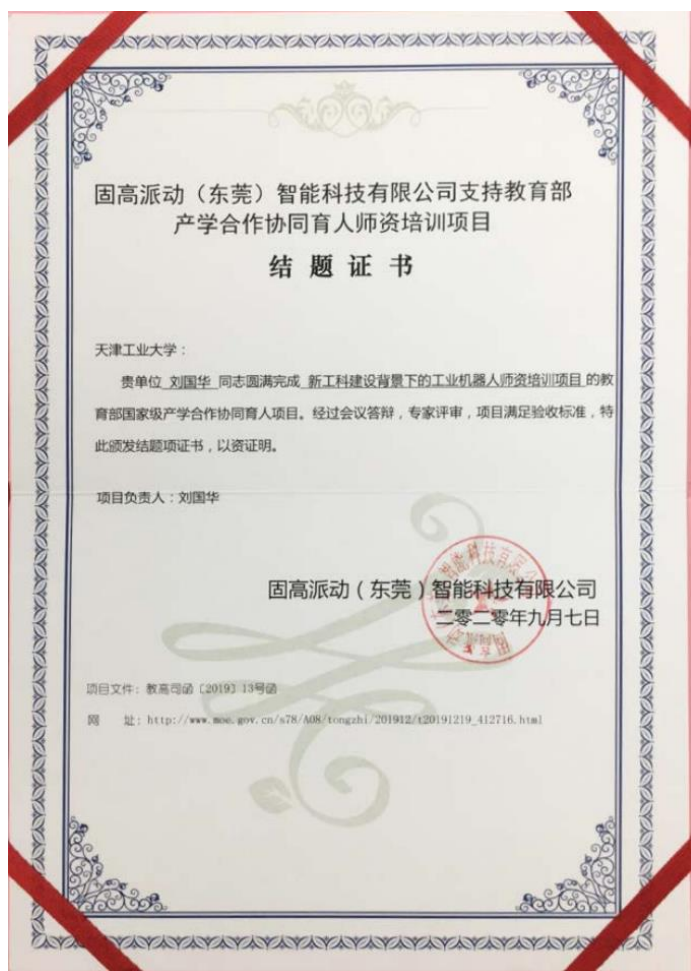 固高派动（东莞）智能科技有限公司支持教育部
产学合作协同育人师资培训项目
结 题 证 书
天津工业大学：
贵单位 刘国华 同志圆满完成 新工科建设背景下的工业机器人师资培训项目 的教
育部国家级产学合作协同育人项目。经过会议答辩，专家评审，项目满足验收标准，特
此颁发结题项证书，以资证明。
项目负责人：刘国华
固高派动（东莞）智能科技有限公司
二零二零年九月七日
项目文件：教高司函〔2019〕13号函
网 址：http://www.moe.gov.cn/s78/A08/tongzhi/201912/t20191219_412716.html